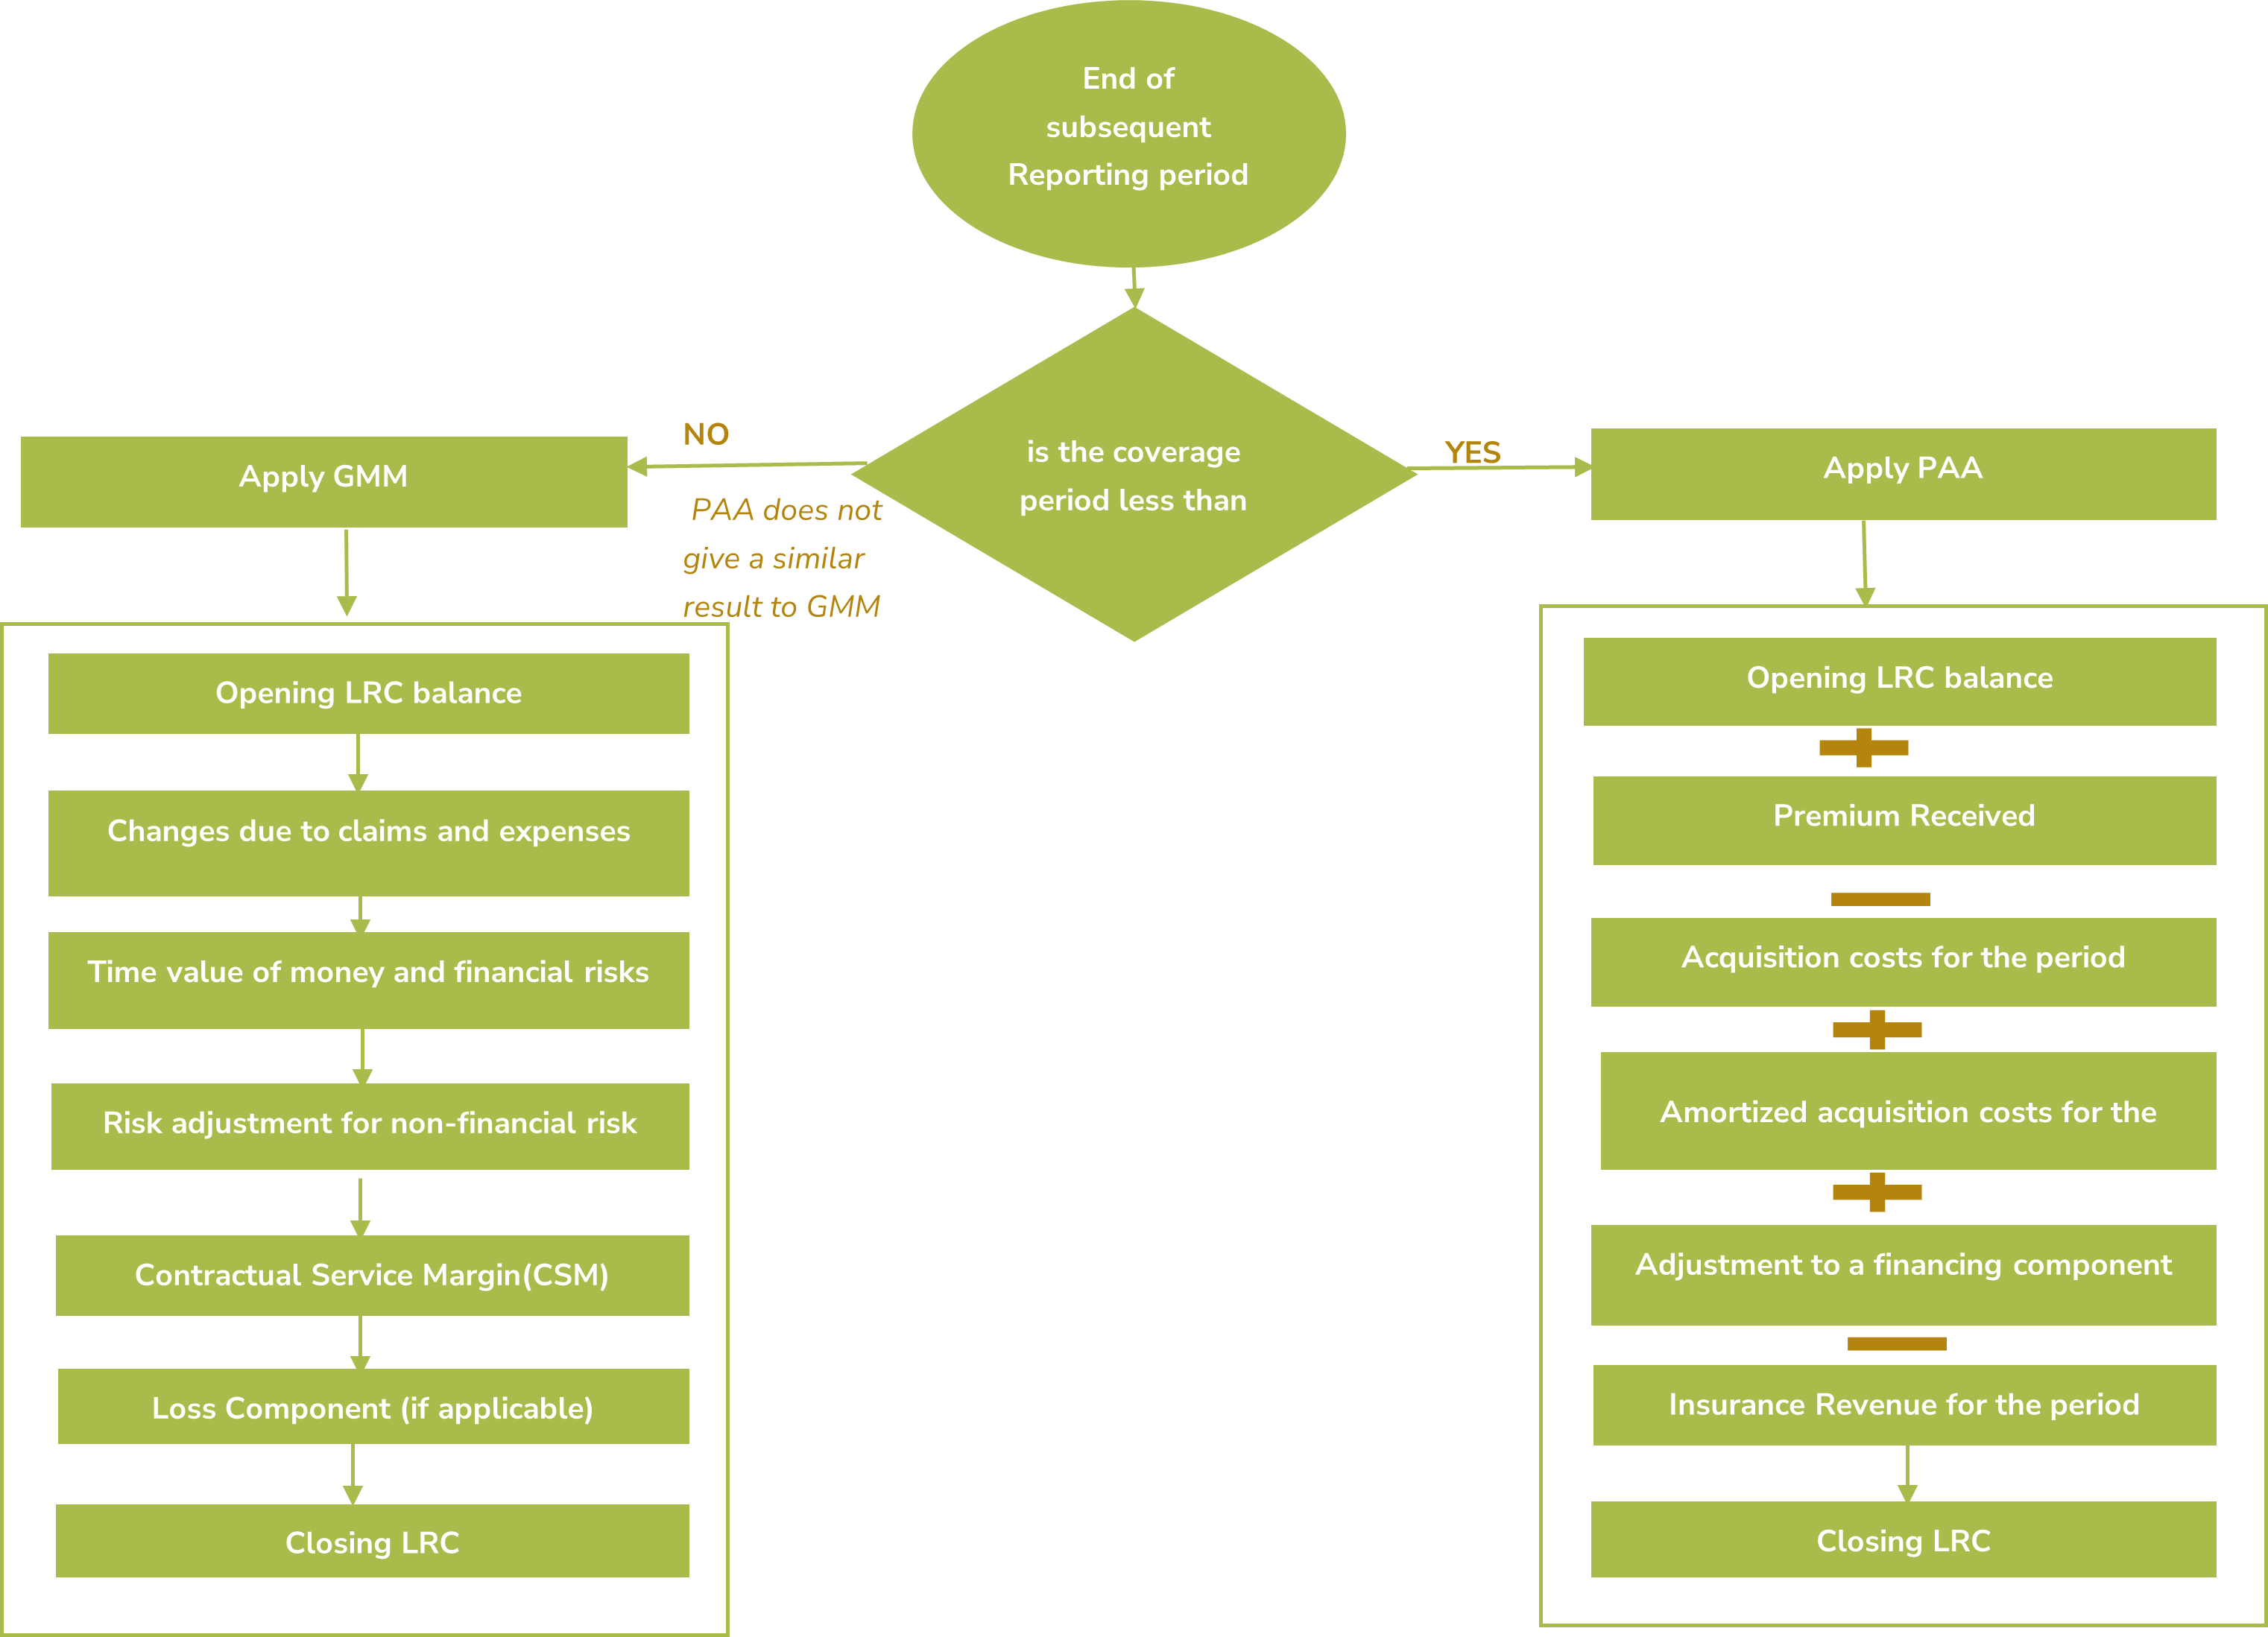 End of
subsequent
Reporting period
is the coverage
period less than
NO
PAA does not
give a similar
result to GMM
YES
Apply GMM
Opening LRC balance
Changes due to claims and expenses
Time value of money and financial risks
Risk adjustment for non-financial risk
Contractual Service Margin(CSM)
Loss Component (if applicable)
Closing LRC
Apply PAA
Opening LRC balance
Premium Received
Acquisition costs for the period
Amortized acquisition costs for the
Adjustment to a financing component
Insurance Revenue for the period
Closing LRC